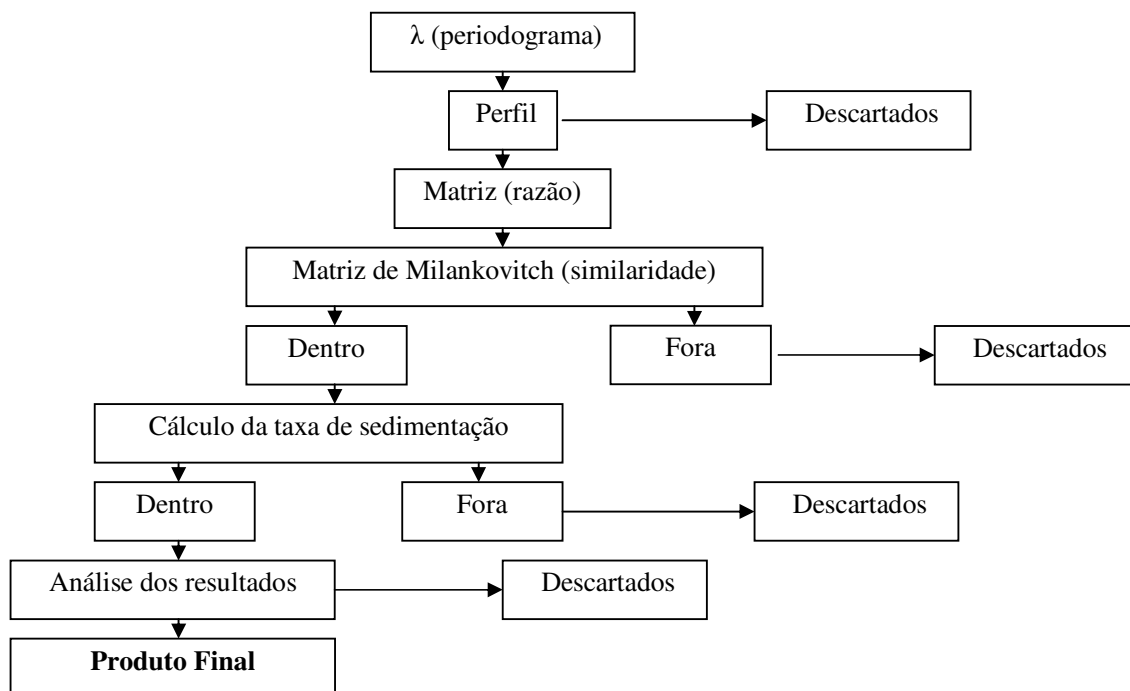 λ (periodograma)
Perfil
Descartados
Matriz (razão)
Matriz de Milankovitch (similaridade)
Dentro
Fora
Descartados
Cálculo da taxa de sedimentação
Dentro
Fora
Descartados
Análise dos resultados
Descartados
Produto Final